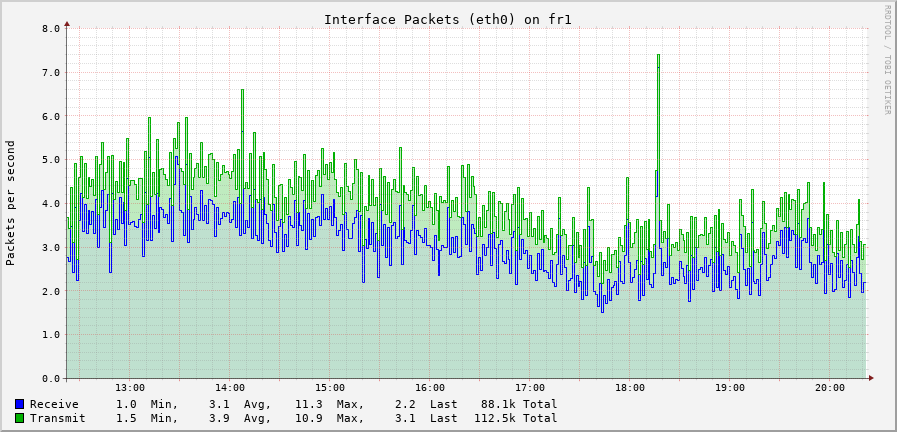 Interface Packets (eth0) on fr1
RRDTOOL / TOBI OETIKER
Packets per second
8.0
7.0
6.0
5.0
4.0
3.0
2.0
1.0
0.0
13:00 14:00 15:00 16:00 17:00 18:00 19:00 20:00
Receive 1.0 Min, 3.1 Avg, 11.3 Max, 2.2 Last 88.1k Total
Transmit 1.5 Min, 3.9 Avg, 10.9 Max, 3.1 Last 112.5k Total